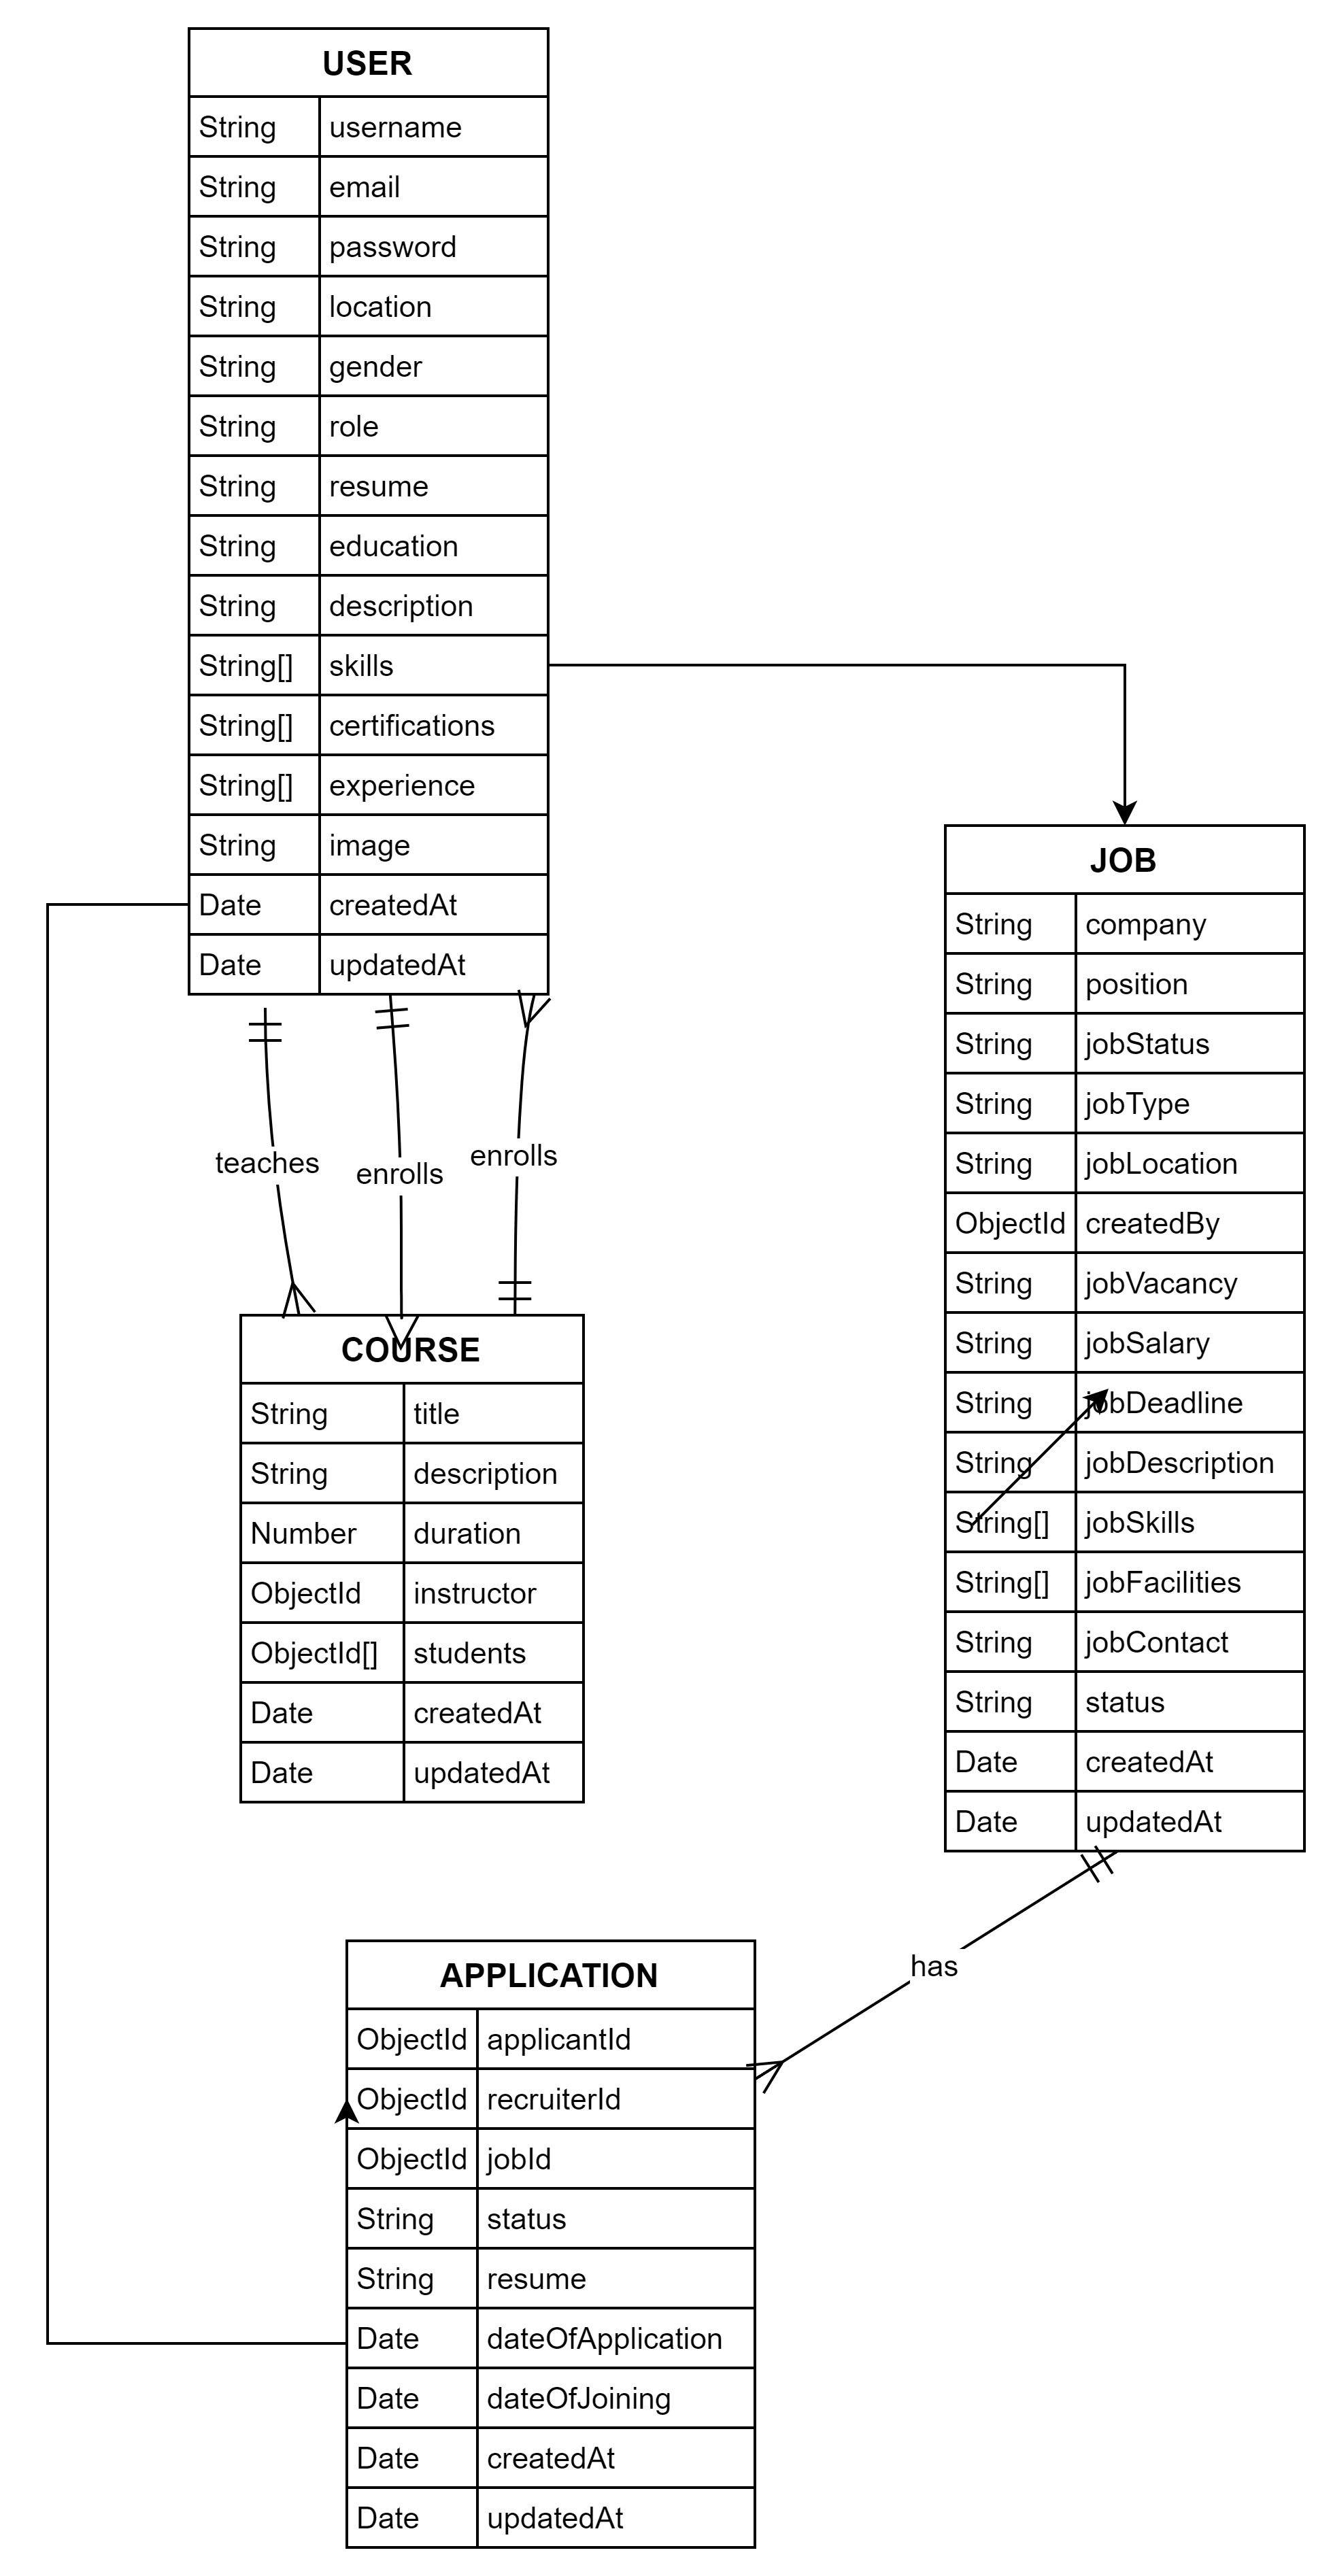 USER
String username
String email
String password
String location
String gender
String role
String resume
String education
String description
String[] skills
String[] certifications
String[] experience
String image
Date createdAt
Date updatedAt
teaches
enrolls
enrolls
COURSE
String title
String description
Number duration
ObjectId instructor
ObjectId[] students
Date createdAt
Date updatedAt
JOB
String company
String position
String jobStatus
String jobType
String jobLocation
ObjectId createdBy
String jobVacancy
String jobSalary
String jobDeadline
String jobDescription
String[] jobSkills
String[] jobFacilities
String jobContact
String status
Date createdAt
Date updatedAt
has
APPLICATION
ObjectId applicantId
ObjectId recruiterId
ObjectId jobId
String status
String resume
Date dateOfApplication
Date dateOfJoining
Date createdAt
Date updatedAt